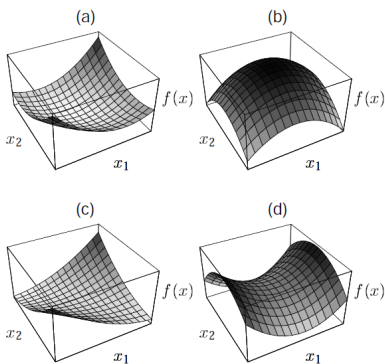 (a)
f(x)
x₂
x₁
(b)
f(x)
x₂
x₁
(c)
f(x)
x₂
x₁
(d)
f(x)
x₂
x₁